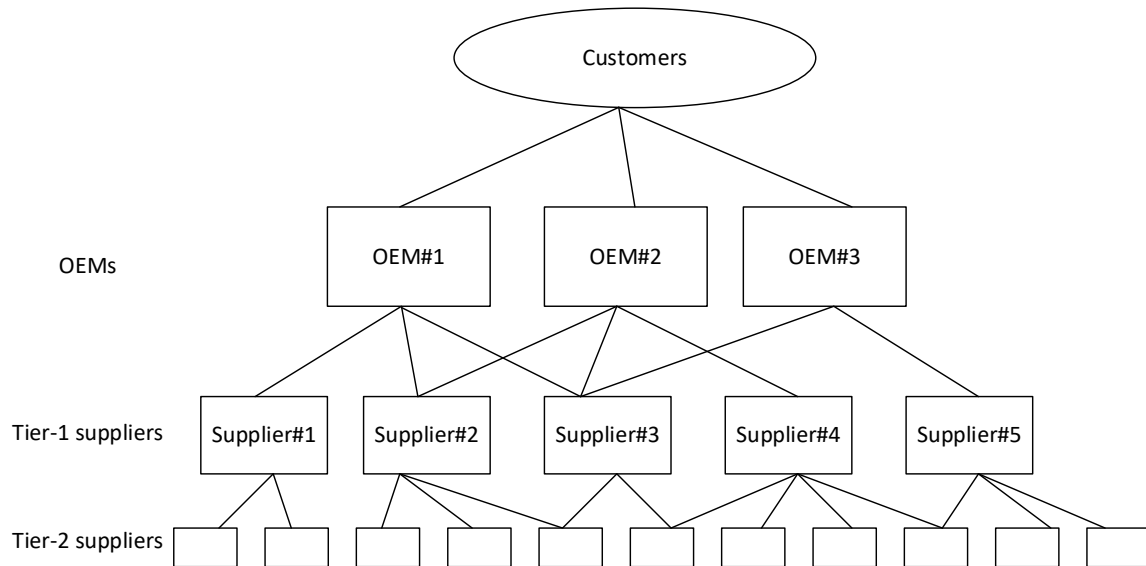 Customers
OEMs
OEM#1
OEM#2
OEM#3
Tier-1 suppliers
Supplier#1
Supplier#2
Supplier#3
Supplier#4
Supplier#5
Tier-2 suppliers